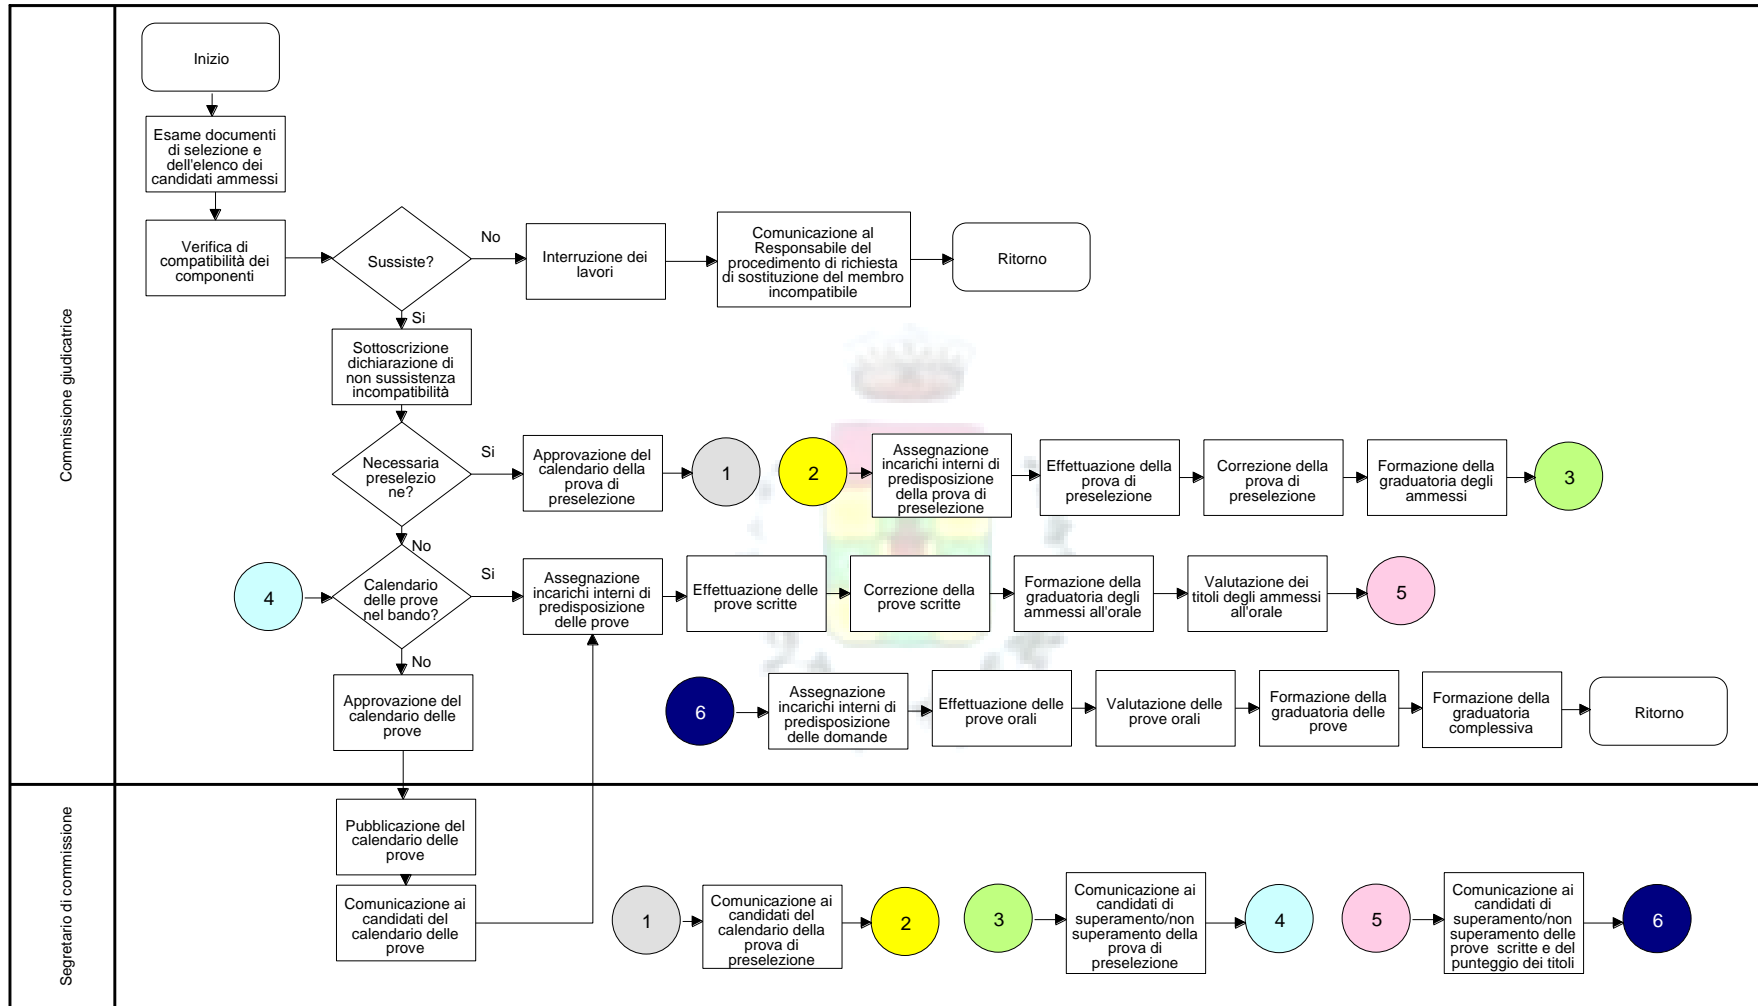 Commissione giudicatrice
Inizio
Esame documenti
di selezione e
dell'elenco dei
candidati ammessi
Verifica di
compatibilità dei
componenti
Sussiste?
No
Interruzione dei
lavori
Comunicazione al
Responsabile del
procedimento di richiesta
di sostituzione del membro
incompatibile
Ritorno
Si
Sottoscrizione
dichiarazione di
non sussistenza
incompatibilità
Necessaria
preselezio
ne?
Si
Approvazione del
calendario della
prova di
preselezione
1
2
Assegnazione
incarichi interni di
predisposizione
della prova di
preselezione
Effettuazione della
prova di
preselezione
Correzione della
prova di
preselezione
Formazione della
graduatoria degli
ammessi
3
No
4
Calendario
delle prove
nel bando?
Si
Assegnazione
incarichi interni di
predisposizione
delle prove
Effettuazione delle
prove scritte
Correzione della
prove scritte
Formazione della
graduatoria degli
ammessi all'orale
Valutazione dei
titoli degli ammessi
all'orale
5
No
Approvazione del
calendario delle
prove
6
Assegnazione
incarichi interni di
predisposizione
delle domande
Effettuazione delle
prove orali
Valutazione delle
prove orali
Formazione della
graduatoria delle
prove
Formazione della
graduatoria
complessiva
Ritorno
Segretario di commissione
Pubblicazione del
calendario delle
prove
Comunicazione ai
candidati del
calendario delle
prove
1
Comunicazione ai
candidati del
calendario della
prova di
preselezione
2
3
Comunicazione ai
candidati di
superamento/non
superamento della
prova di
preselezione
4
5
Comunicazione ai
candidati di
superamento/non
superamento delle
prove scritte e del
punteggio dei titoli
6